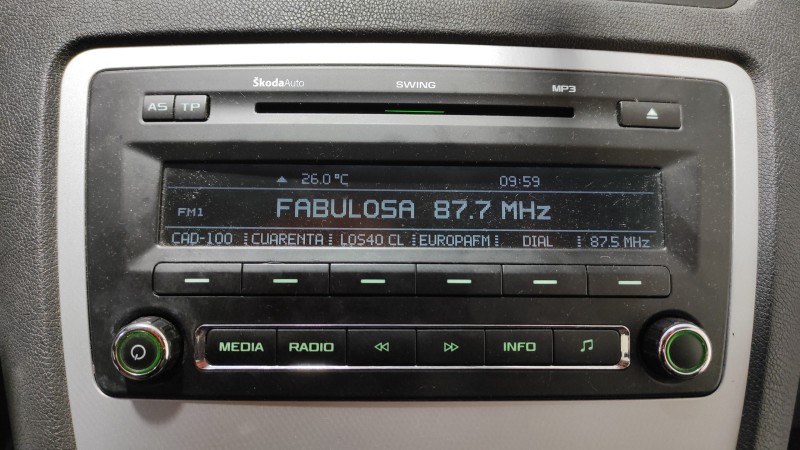 ŠkodaAuto SWING MP3
AS TP
26.0°C 09:59
FM1 FABULOSA 87.7 MHz
CAD-100 CUARENTA LOS40 CL EUROPAFM DIAL 87.5 MHz
MEDIA RADIO INFO